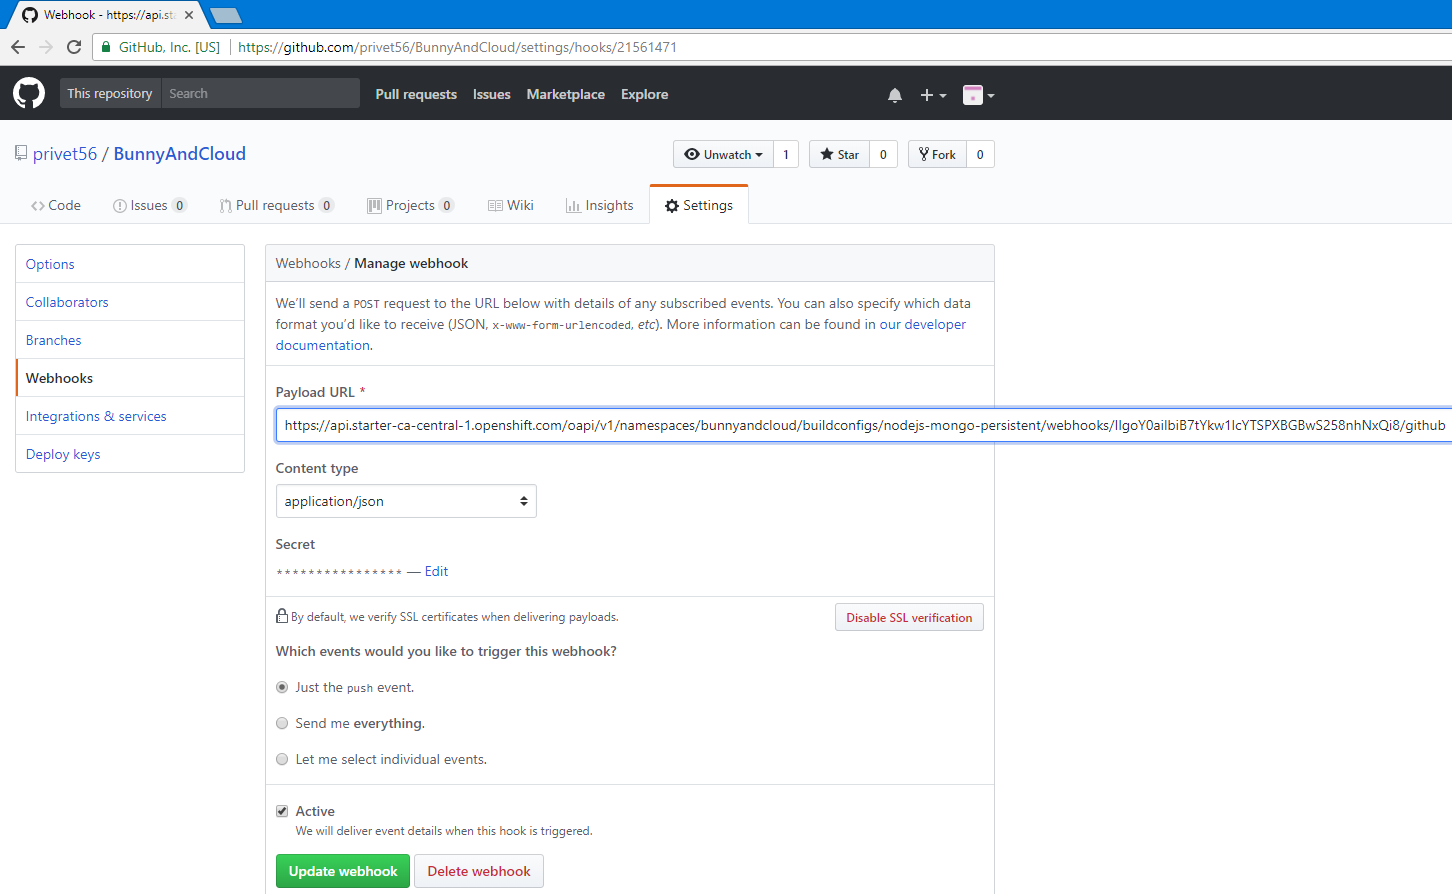 Webhook - https://api.sta
GitHub, Inc. [US] https://github.com/privet56/BunnyAndCloud/settings/hooks/21561471
This repository Search Pull requests Issues Marketplace Explore
privet56 / BunnyAndCloud
Unwatch 1 Star 0 Fork 0
Code Issues 0 Pull requests 0 Projects 0 Wiki Insights Settings
Options
Collaborators
Branches
Webhooks
Integrations & services
Deploy keys
Webhooks / Manage webhook
We'll send a POST request to the URL below with details of any subscribed events. You can also specify which data
format you'd like to receive (JSON, x-www-form-urlencoded, etc). More information can be found in our developer
documentation.
Payload URL *
https://api.starter-ca-central-1.openshift.com/oapi/v1/namespaces/bunnyandcloud/buildconfigs/nodejs-mongo-persistent/webhooks/IIgoY0ailbiB7tYkw1lcYTSPXBGBwS258nhNxQi8/github
Content type
application/json
Secret
**************** — Edit
By default, we verify SSL certificates when delivering payloads.
Disable SSL verification
Which events would you like to trigger this webhook?
Just the push event.
Send me everything.
Let me select individual events.
Active
We will deliver event details when this hook is triggered.
Update webhook Delete webhook